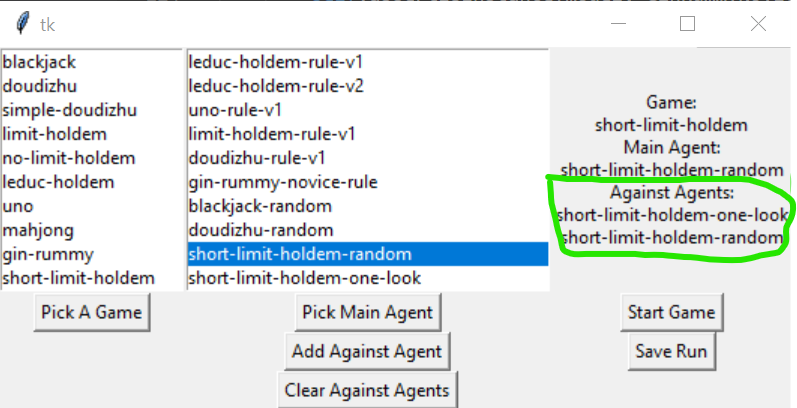 tk
blackjack
doudizhu
simple-doudizhu
limit-holdem
no-limit-holdem
leduc-holdem
uno
mahjong
gin-rummy
short-limit-holdem
leduc-holdem-rule-v1
leduc-holdem-rule-v2
uno-rule-v1
limit-holdem-rule-v1
doudizhu-rule-v1
gin-rummy-novice-rule
blackjack-random
doudizhu-random
short-limit-holdem-random
short-limit-holdem-one-look
Game:
short-limit-holdem
Main Agent:
short-limit-holdem-random
Against Agents:
short-limit-holdem-one-look
short-limit-holdem-random
Pick A Game
Pick Main Agent
Start Game
Add Against Agent
Save Run
Clear Against Agents